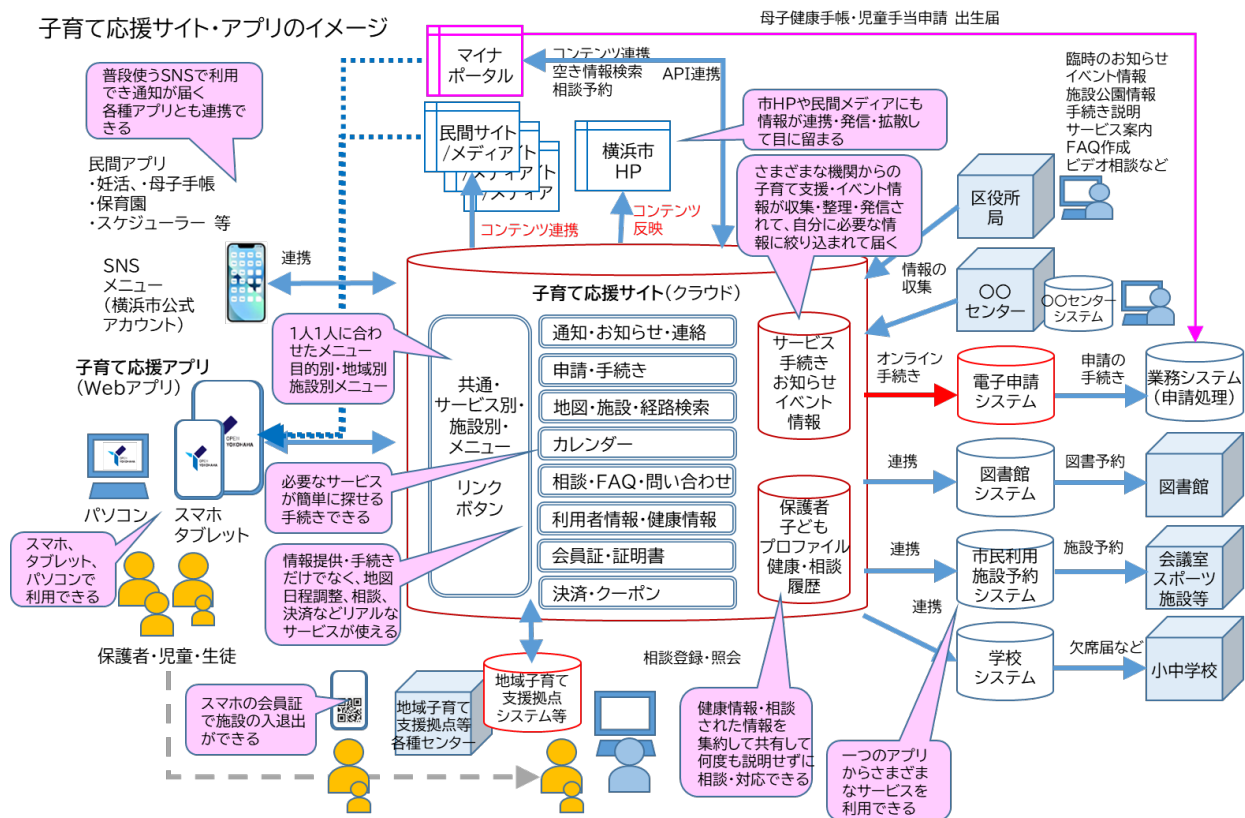 子育て応援サイト・アプリのイメージ
母子健康手帳・児童手当申請 出生届
普段使うSNSで利用
でき通知が届く
各種アプリとも連携で
きる
マイナ
ポータル
コンテンツ連携
空き情報検索
相談予約
API連携
臨時のお知らせ
イベント情報
施設公園情報
手続き説明
サービス案内
FAQ作成
ビデオ相談など
民間サイト
/メディア
イト
ディアイト
/メディア
横浜市
HP
市HPや民間メディアにも
情報が連携・発信・拡散し
て目に留まる
民間アプリ
・妊活、・母子手帳
・保育園
・スケジューラー 等
さまざまな機関からの
子育て支援・イベント情
報が収集・整理・発信さ
れて、自分に必要な情
報に絞り込まれて届く
区役所
局
コンテンツ連携
コンテンツ
反映
SNS
メニュー
(横浜市公式
アカウント)
連携
情報の
収集
〇〇
センター
〇〇センター
システム
子育て応援サイト(クラウド)
1人1人に合わ
せたメニュー
目的別・地域別
施設別メニュー
共通・
サービス別・
施設別・
メニュー
リンク
ボタン
通知・お知らせ・連絡
申請・手続き
地図・施設・経路検索
カレンダー
相談・FAQ・問い合わせ
利用者情報・健康情報
会員証・証明書
決済・クーポン
サービス
手続き
お知らせ
イベント
情報
オンライン
手続き
電子申請
システム
申請の
手続き
業務システム
(申請処理)
子育て応援アプリ
(Webアプリ)
OPEN
YOKOHAMA
OPEN
YOKOHAMA
パソコン
スマホ
タブレット
必要なサービス
が簡単に探せる
手続きできる
連携
図書館
システム
図書予約
図書館
スマホ、
タブレット、
パソコンで
利用できる
情報提供・手続き
だけでなく、地図
日程調整、相談、
決済などリアルな
サービスが使える
保護者
子ども
プロファイル
健康・相談
履歴
連携
市民利用
施設予約
システム
施設予約
会議室
スポーツ
施設等
連携
学校
システム
欠席届など
小中学校
保護者・児童・生徒
相談登録・照会
スマホの会員証
で施設の入退出
ができる
地域子育て
支援拠点等
各種センター
地域子育て
支援拠点
システム等
健康情報・相談
された情報を
集約して共有して
何度も説明せずに
相談・対応できる
一つのアプリ
からさまざま
なサービスを
利用できる